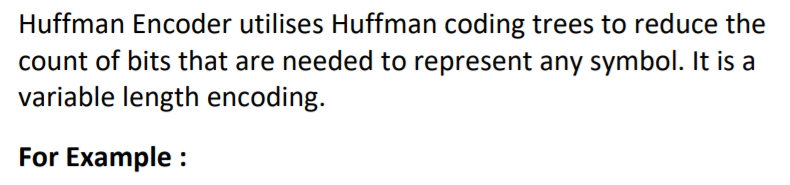 Huffman Encoder utilises Huffman coding trees to reduce the
count of bits that are needed to represent any symbol. It is a
variable length encoding.
For Example :